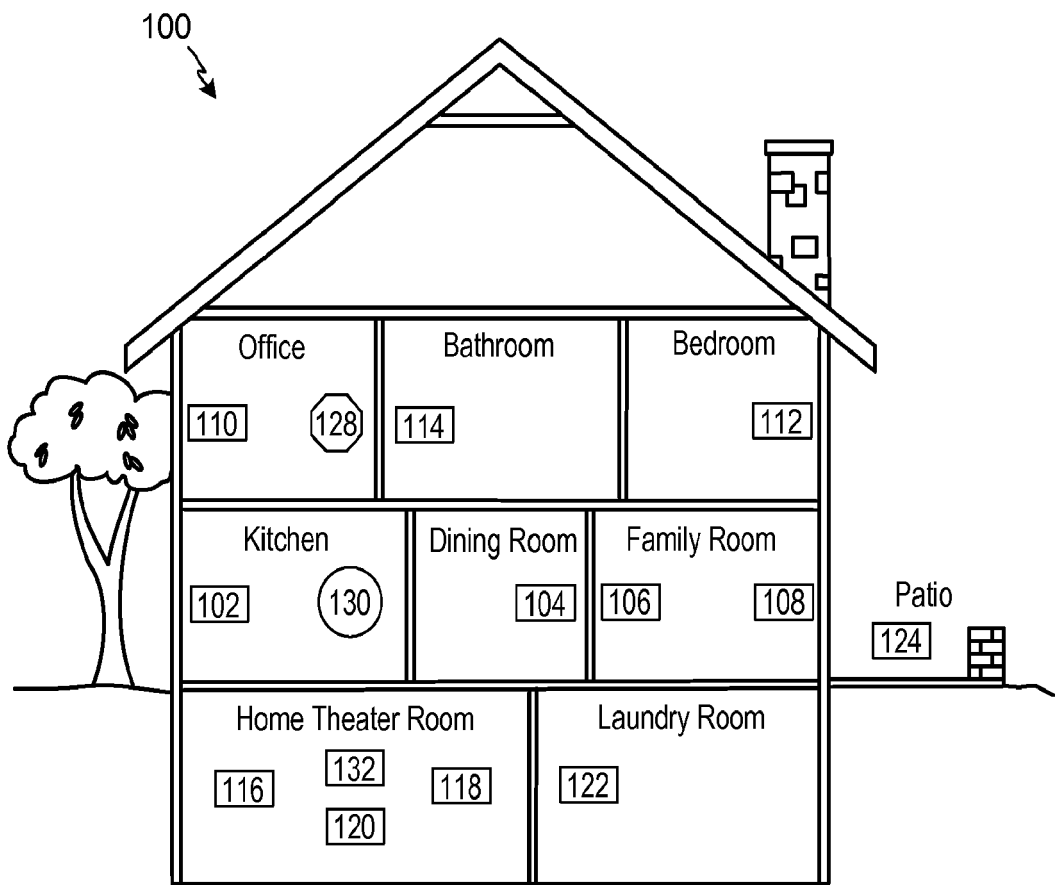 100
Office
Bathroom
Bedroom
110
128
114
112
Kitchen
Dining Room
Family Room
102
130
104
106
108
Patio
124
Home Theater Room
Laundry Room
116
132
118
120
122